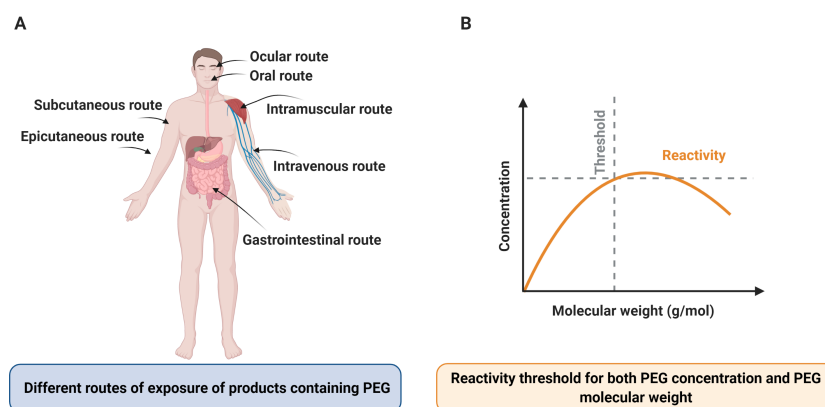 A
Ocular route
Oral route
Subcutaneous route
Intramuscular route
Epicutaneous route
Intravenous route
Gastrointestinal route
Different routes of exposure of products containing PEG
B
Threshold
Reactivity
Concentration
Molecular weight (g/mol)
Reactivity threshold for both PEG concentration and PEG
molecular weight